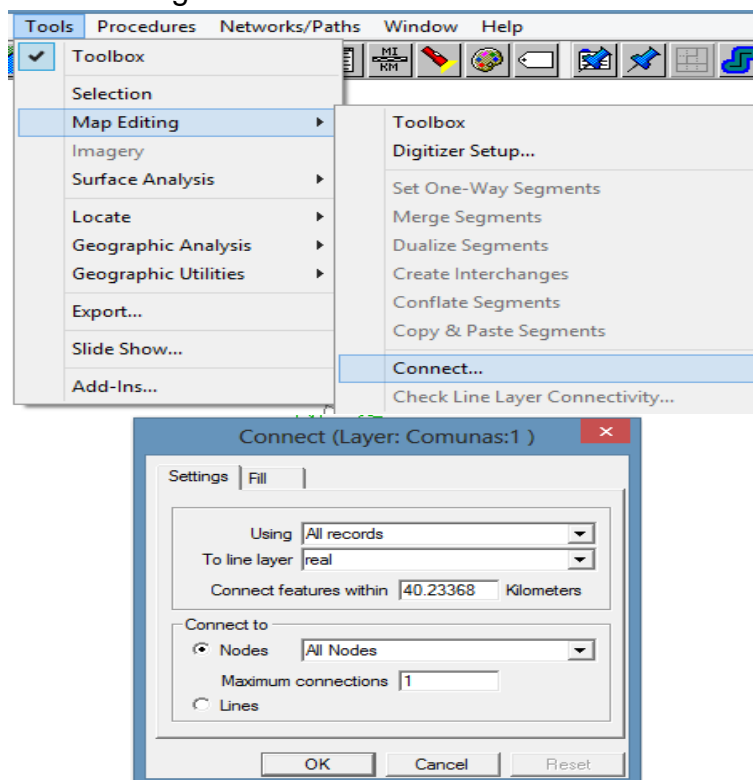 Tools Procedures Networks/Paths Window Help
MI
KM
Toolbox
Selection
Map Editing
Imagery
Surface Analysis
Locate
Geographic Analysis
Geographic Utilities
Export...
Slide Show...
Add-Ins...
Toolbox
Digitizer Setup...
Set One-Way Segments
Merge Segments
Dualize Segments
Create Interchanges
Conflate Segments
Copy & Paste Segments
Connect...
Check Line Layer Connectivity...
Connect (Layer: Comunas:1 )
Settings Fill
Using All records
To line layer real
Connect features within 40.23368 Kilometers
Connect to
Nodes All Nodes
Maximum connections 1
Lines
OK Cancel Reset